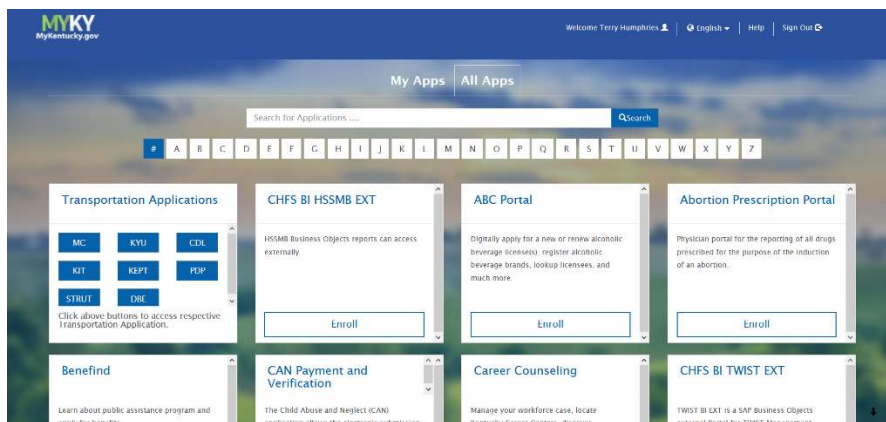 MYKY
MyKentucky.gov
Welcome Terry Humphries
English
Help
Sign Out
My Apps
All Apps
Search for Applications ....
Search
# A B C D E F G H I J K L M N O P Q R S T U V W X Y Z
Transportation Applications
MC KYU CDL
KIT KEPT PDP
STRUT DBE
Click above buttons to access respective
Transportation Application.
CHFS BI HSSMB EXT
HSSMB Business Objects reports can access
externally
Enroll
ABC Portal
Digitally apply for a new or renew alcoholic
beverage license(s) register alcoholic
beverage brands, lookup licensees, and
much more.
Enroll
Abortion Prescription Portal
Physician portal for the reporting of all drugs
prescribed for the purpose of the induction
of an abortion.
Enroll
Benefind
Learn about public assistance program and
CAN Payment and
Verification
The Child Abuse and Neglect (CAN)
application allows the electronic submission
Career Counseling
Manage your workforce case, locate
CHFS BI TWIST EXT
TWIST BI EXT is a SAP Business Objects